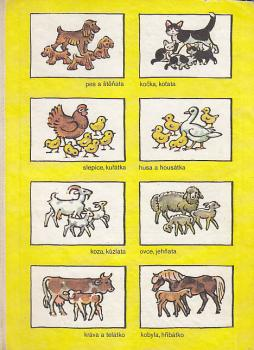 pes a štěňata
kočka, koťata
slepice, kuřátka
husa a housátka
koza, kůzlata
ovce, jehňata
kráva a telátko
kobyla, hříbátko